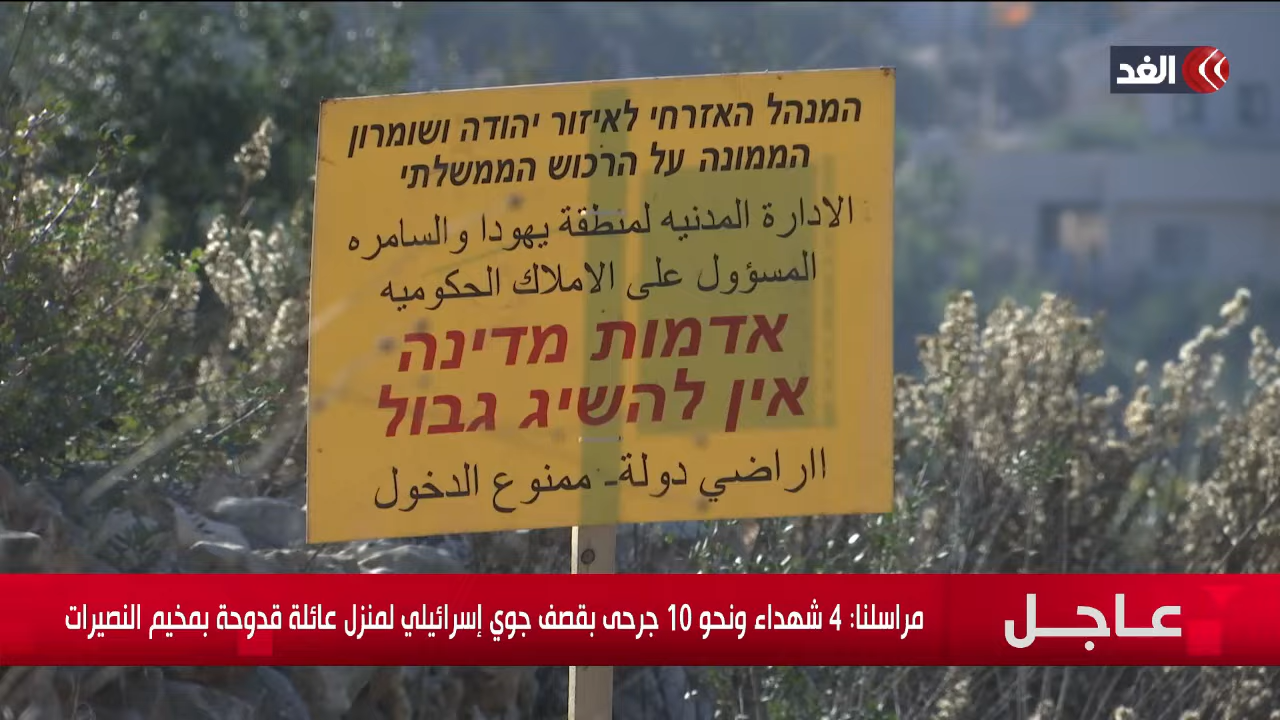 الغد
המנהל האזרחי לאיזור יהודה ושומרון
הממונה על הרכוש הממשלתי
الادارة المدنيه لمنطقة يهودا والسامره
المسؤول على الاملاك الحكوميه
אדמות מדינה
אין להשיג גבול
ااراضي دولة- ممنوع الدخول
عاجل
مراسلنا: 4 شهداء ونحو 10 جرحى بقصف جوي إسرائيلي لمنزل عائلة قدوحة بمخيم النصيرات